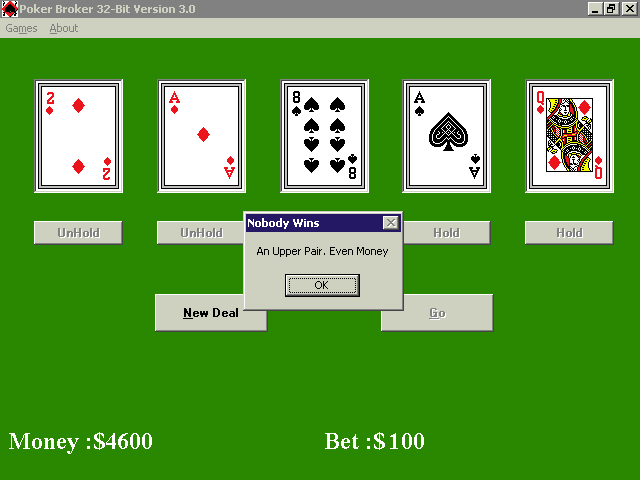 Poker Broker 32-Bit Version 3.0
Games About
2 A 8 A Q
2 A 8 A Q
UnHold UnHold Hold Hold
Nobody Wins
An Upper Pair. Even Money
OK
New Deal Go
Money :$4600 Bet :$100